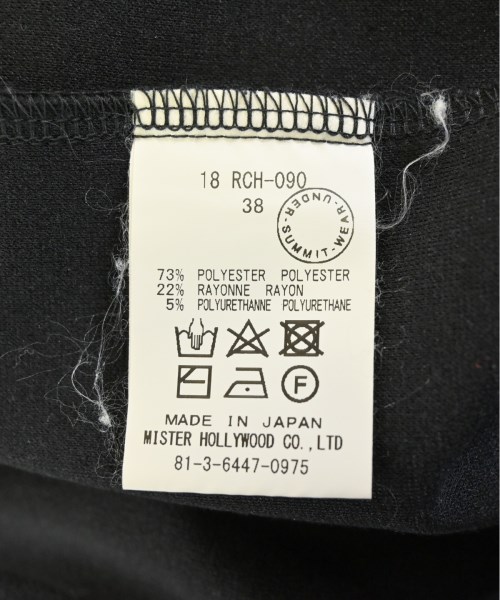 18 RCH-090
38
UNDER-SUMMIT-WEAR-
73% POLYESTER POLYESTER
22% RAYONNE RAYON
5% POLYURETHANNE POLYURETHANE
F
MADE IN JAPAN
MISTER HOLLYWOOD CO.,LTD
81-3-6447-0975